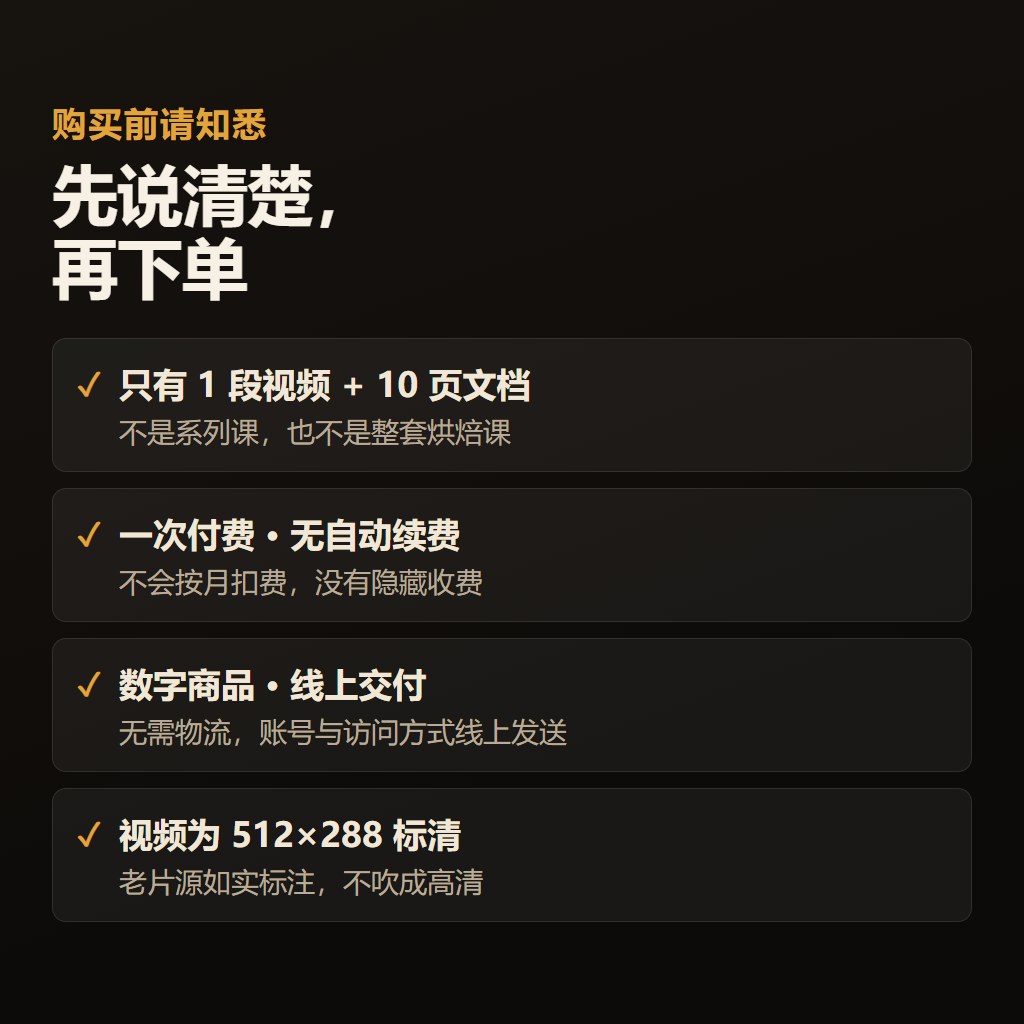 购买前请知悉
先说清楚，
再下单
✓ 只有 1 段视频 + 10 页文档
不是系列课，也不是整套烘焙课
✓ 一次付费 · 无自动续费
不会按月扣费，没有隐藏收费
✓ 数字商品 · 线上交付
无需物流，账号与访问方式线上发送
✓ 视频为 512×288 标清
老片源如实标注，不吹成高清